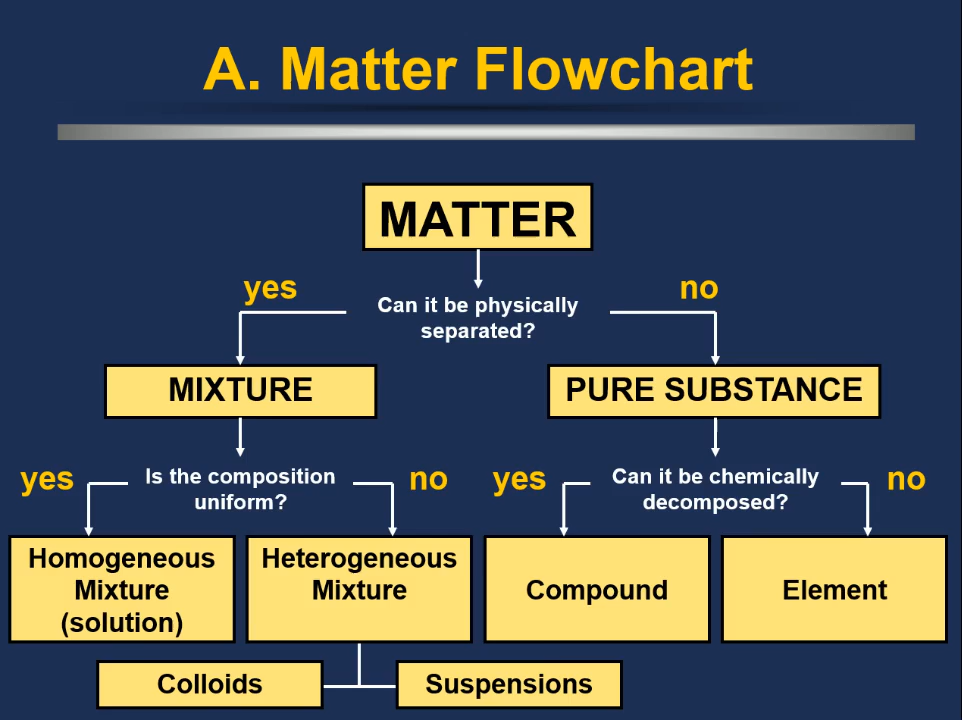 A. Matter Flowchart
MATTER
yes
no
Can it be physically
separated?
MIXTURE
PURE SUBSTANCE
yes
Is the composition
uniform?
no
yes
Can it be chemically
decomposed?
no
Homogeneous
Mixture
(solution)
Heterogeneous
Mixture
Compound
Element
Colloids
Suspensions